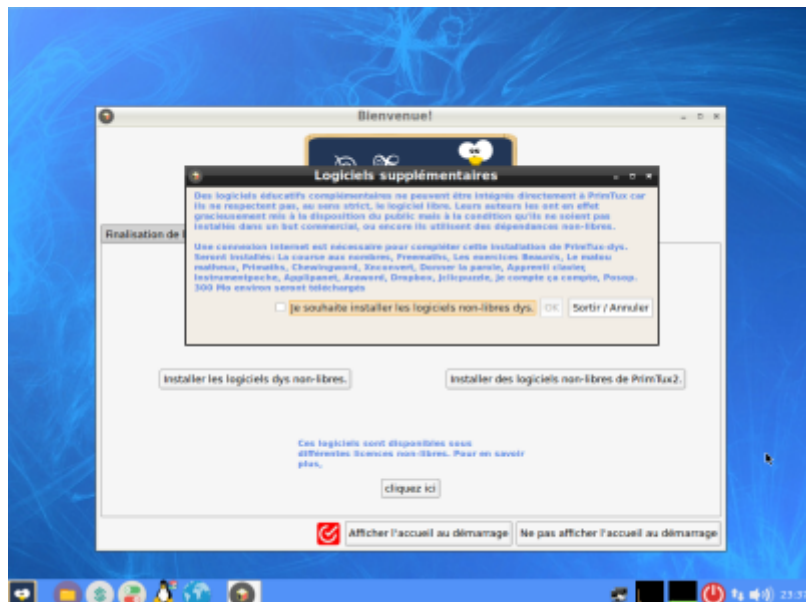 Bienvenue!
Logiciels supplémentaires
Des logiciels éducatifs complémentaires ne peuvent être intégrés directement à PrimTux car
ils ne respectent pas, au sens strict, le logiciel libre. Leurs auteurs les ont en effet
gracieusement mis à la disposition du public mais à la condition qu'ils ne soient pas
installés dans un but commercial, ou encore ils utilisent des dépendances non-libres.
Une connexion internet est nécessaire pour compléter cette installation de PrimTux-dys.
Seront installés: La course aux nombres, Freemaths, Les exercices Beaunis, Le matou
matheux, Primaths, Chewingword, Xnconvert, Donner la parole, Apprenti clavier,
Instrumentpoche, Applipanet, Areword, Dropbox, Jclicpuzzle, Je compte ça compte, Posop.
300 Mo environ seront téléchargés
Je souhaite installer les logiciels non-libres dys.
OK
Sortir / Annuler
Finalisation de
Installer les logiciels dys non-libres.
Installer des logiciels non-libres de PrimTux2.
Ces logiciels sont disponibles sous
différentes licences non-libres. Pour en savoir
plus,
cliquez ici
Afficher l'accueil au démarrage
Ne pas afficher l'accueil au démarrage